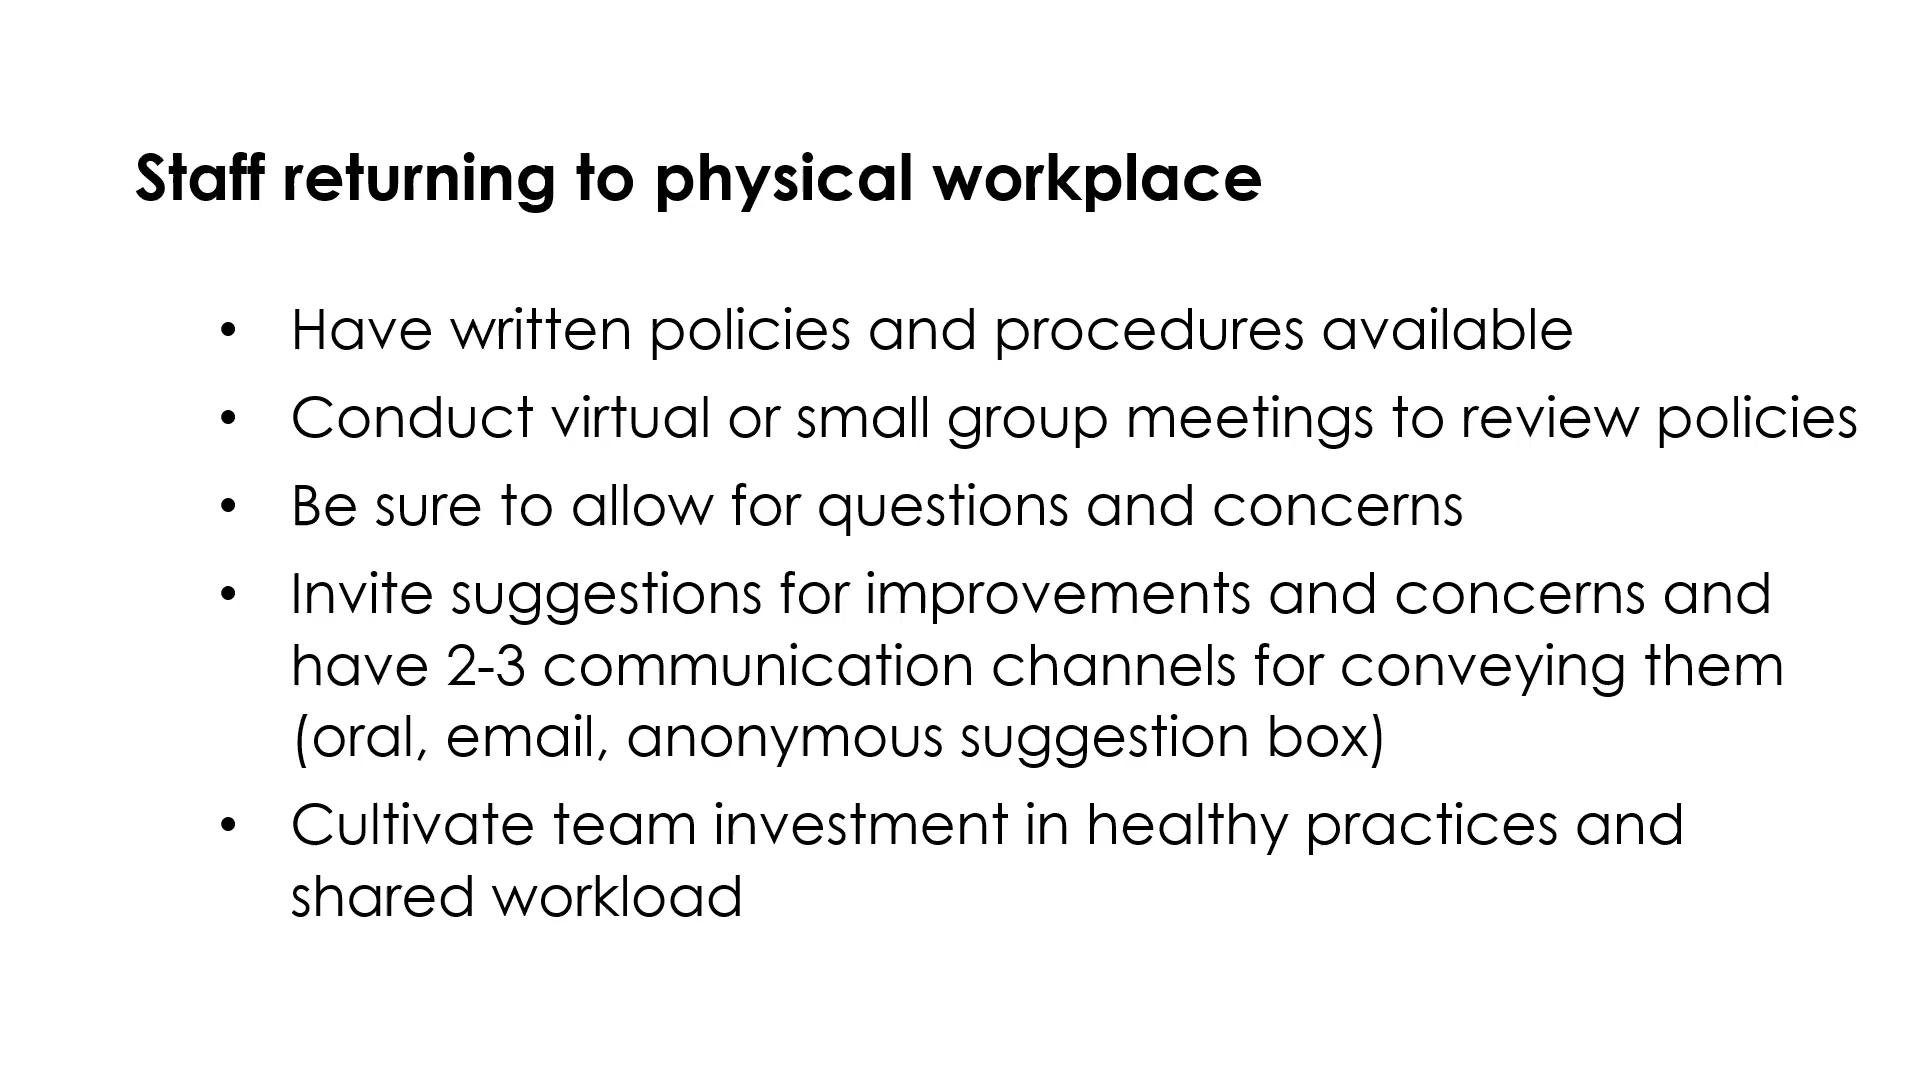 Staff returning to physical workplace
• Have written policies and procedures available
• Conduct virtual or small group meetings to review policies
• Be sure to allow for questions and concerns
• Invite suggestions for improvements and concerns and
have 2-3 communication channels for conveying them
(oral, email, anonymous suggestion box)
• Cultivate team investment in healthy practices and
shared workload